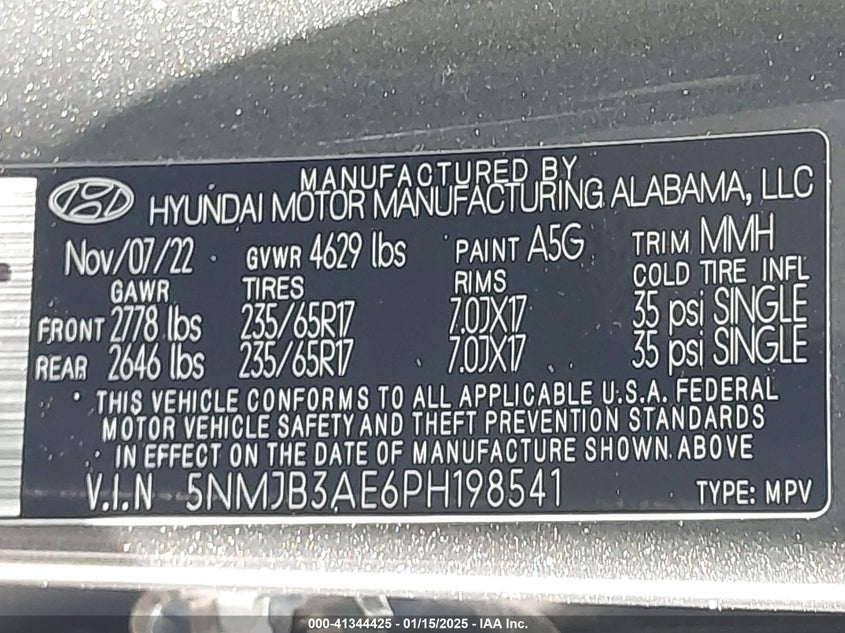 MANUFACTURED BY
HYUNDAI MOTOR MANUFACTURING ALABAMA, LLC
Nov/07/22 GVWR 4629 lbs PAINT A5G TRIM MMH
GAWR TIRES RIMS COLD TIRE INFL
FRONT 2778 lbs 235/65R17 7.0JX17 35 psi SINGLE
REAR 2646 lbs 235/65R17 7.0JX17 35 psi SINGLE
THIS VEHICLE CONFORMS TO ALL APPLICABLE U.S.A. FEDERAL
MOTOR VEHICLE SAFETY AND THEFT PREVENTION STANDARDS
IN EFFECT ON THE DATE OF MANUFACTURE SHOWN ABOVE
V.I.N 5NMJB3AE6PH198541 TYPE: MPV
000-41344425 - 01/15/2025 - IAA Inc.